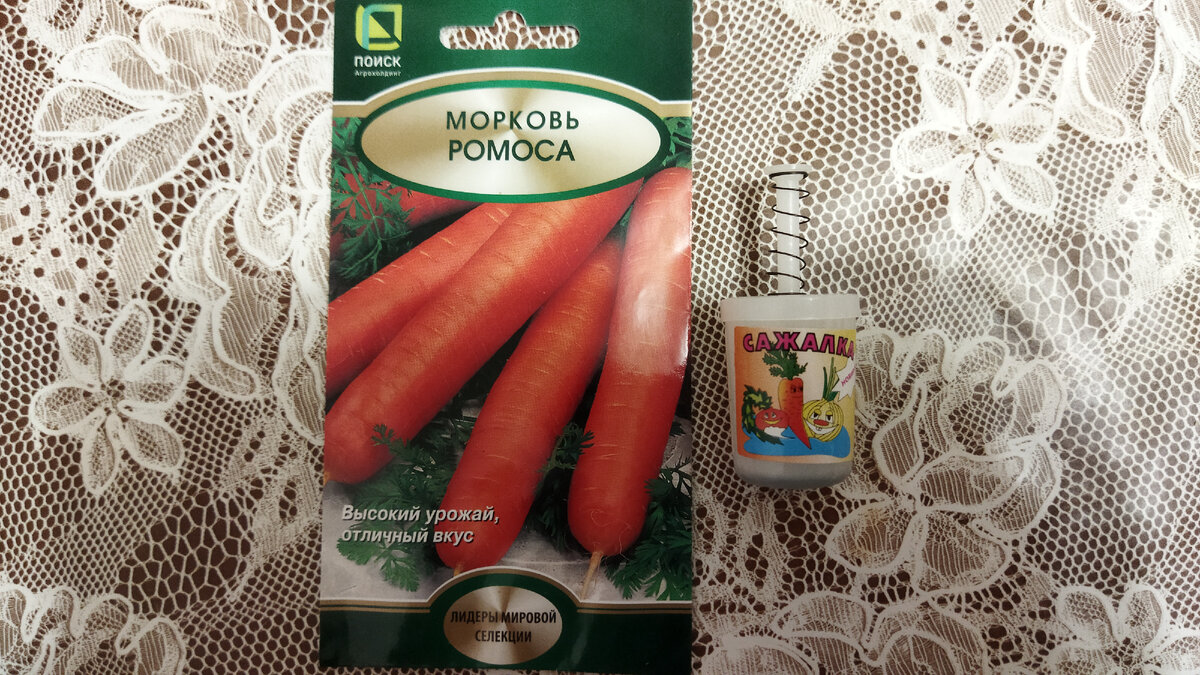 ПОИСК
Агрохолдинг
МОРКОВЬ
РОМОСА
Высокий урожай,
отличный вкус
ЛИДЕРЫ МИРОВОЙ
СЕЛЕКЦИИ
САЖАЛКА